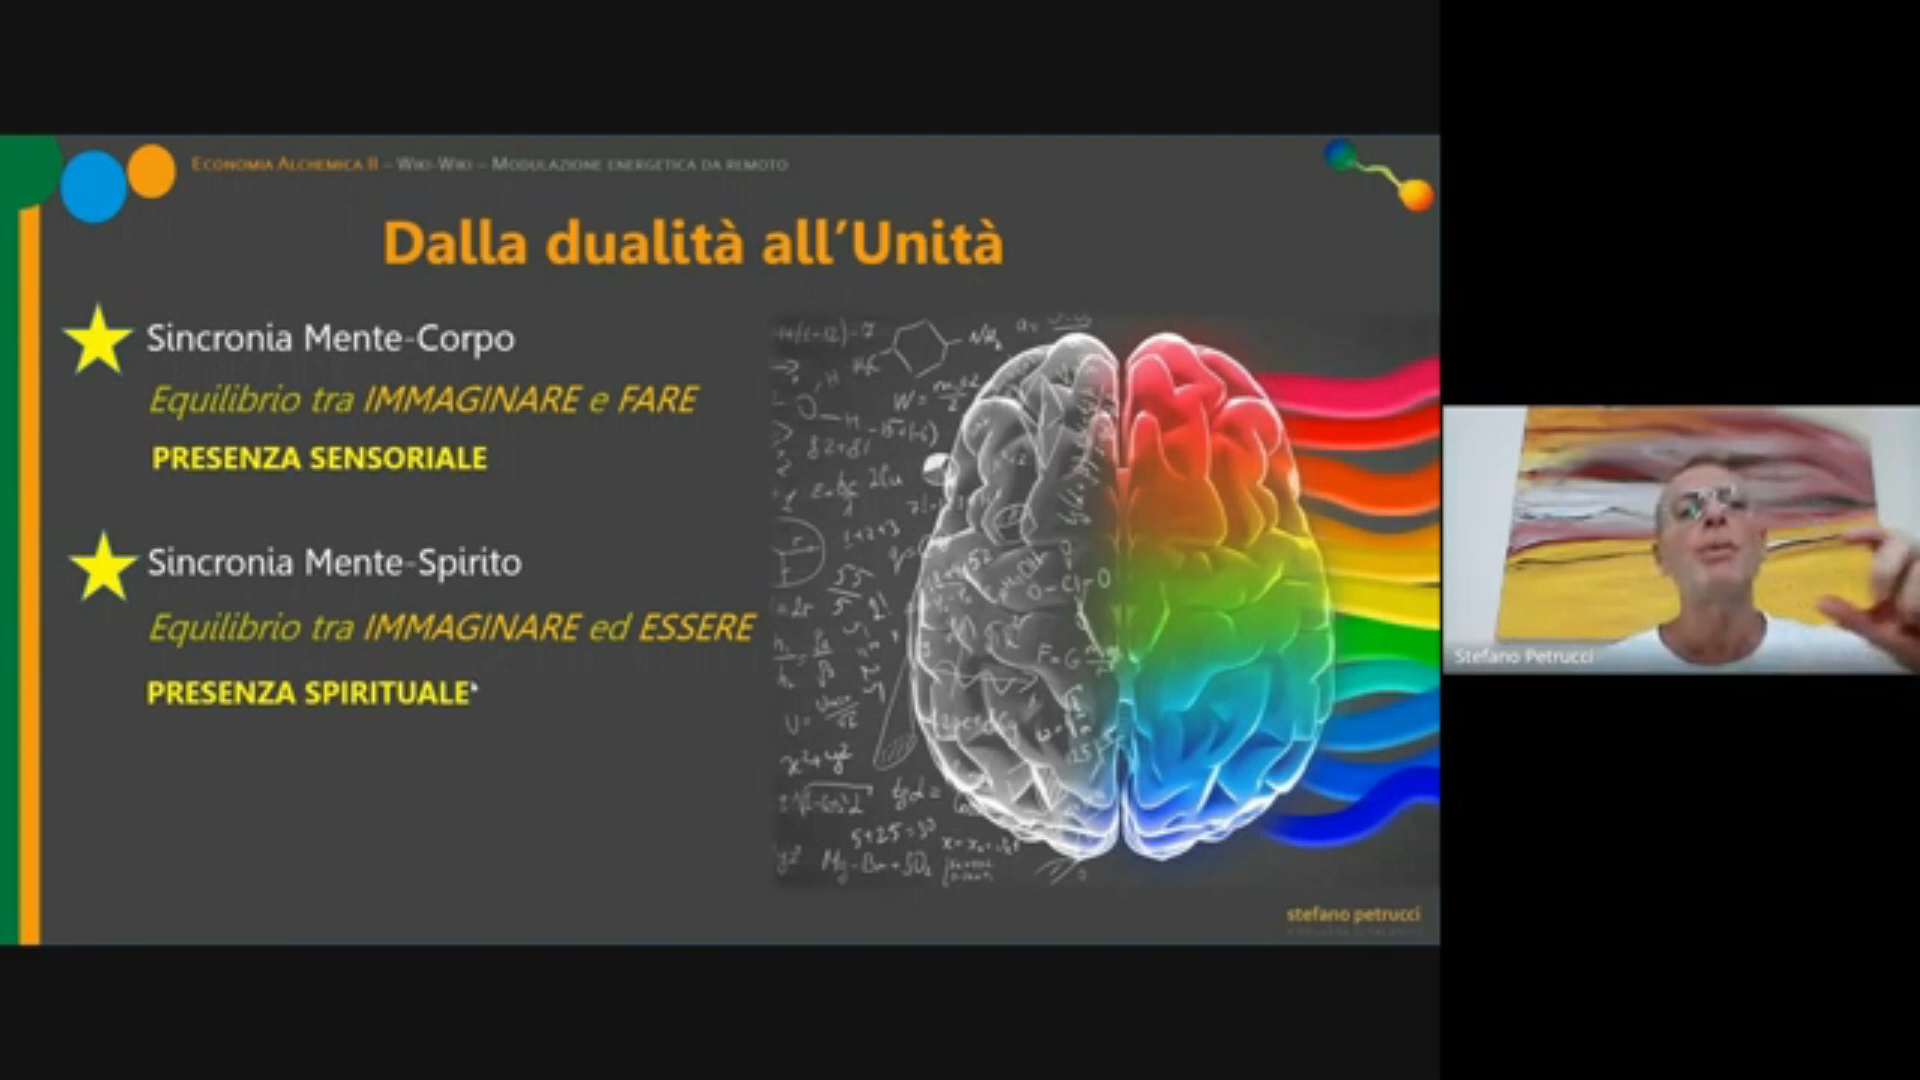 ECONOMIA ALCHEMICA II – WIKI-WIKI – MODULAZIONE ENERGETICA DA REMOTO
Dalla dualità all'Unità
Sincronia Mente-Corpo
Equilibrio tra IMMAGINARE e FARE
PRESENZA SENSORIALE
Sincronia Mente-Spirito
Equilibrio tra IMMAGINARE ed ESSERE
PRESENZA SPIRITUALE
stefano petrucci
Stefano Petrucci